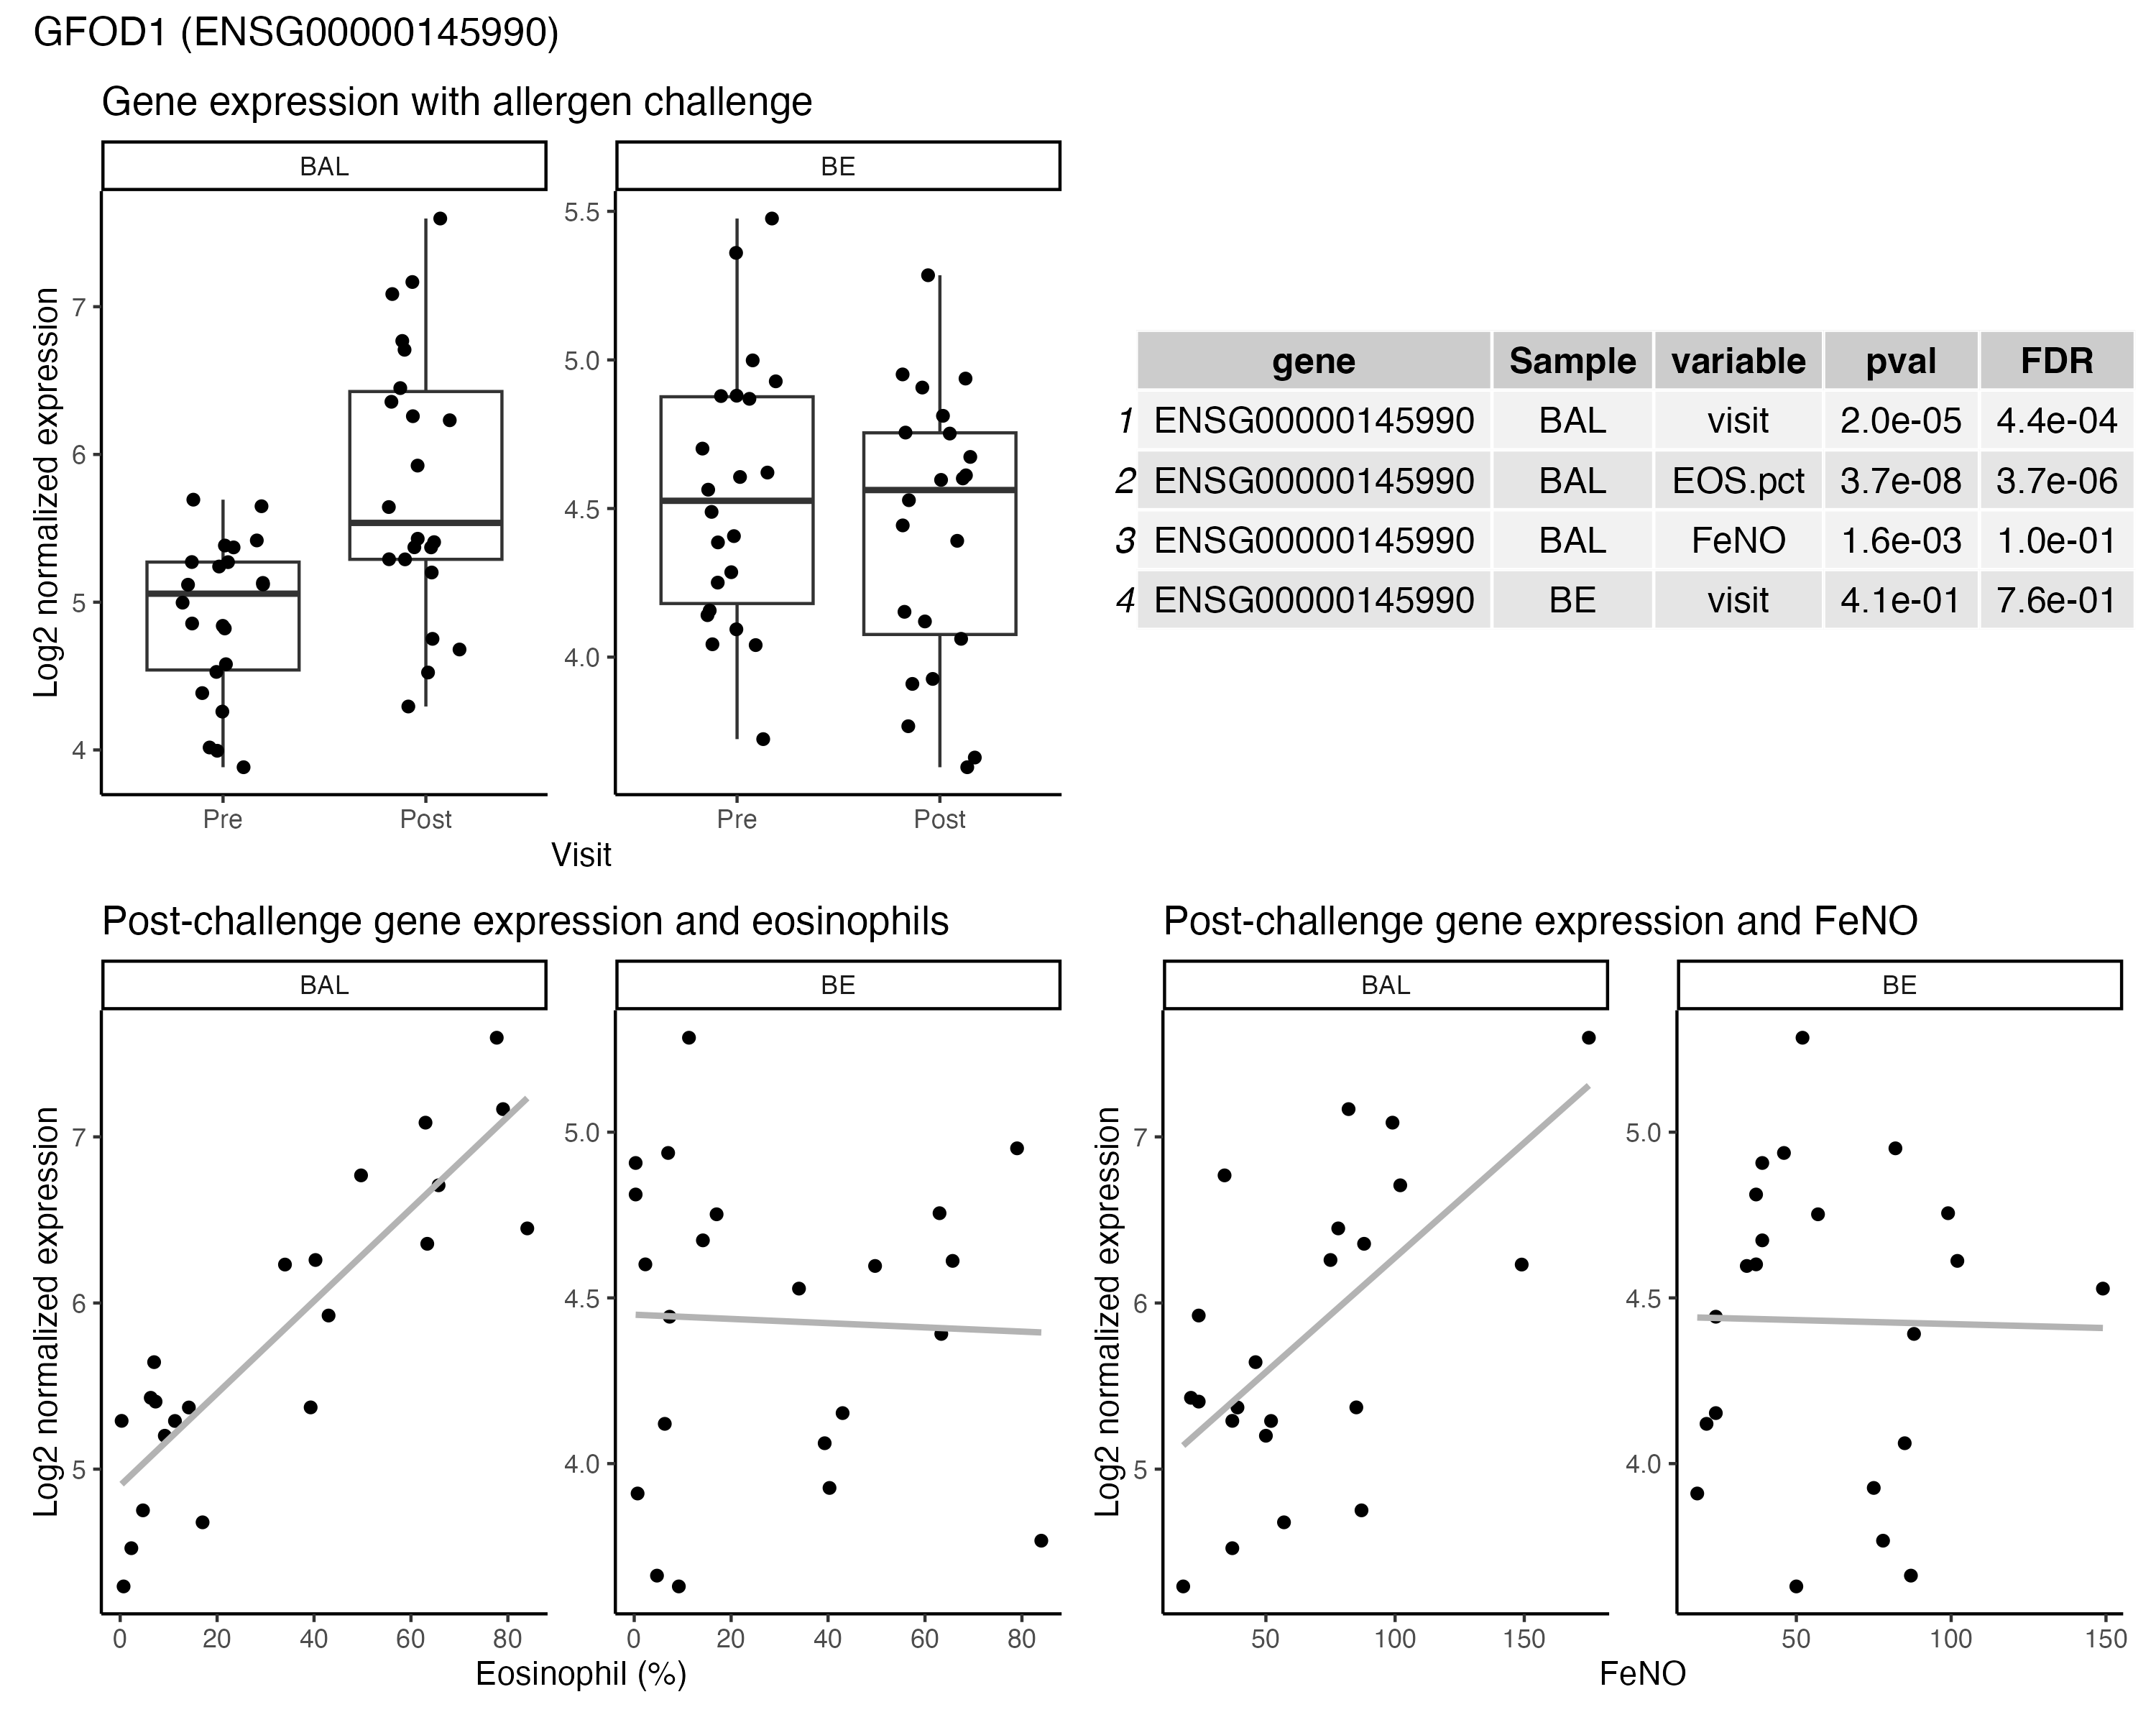 GFOD1 (ENSG00000145990)
Gene expression with allergen challenge
BAL
BE
Log2 normalized expression
7
6
5
4
5.5
5.0
4.5
4.0
Pre
Post
Pre
Post
Visit
gene Sample variable pval FDR
1 ENSG00000145990 BAL visit 2.0e-05 4.4e-04
2 ENSG00000145990 BAL EOS.pct 3.7e-08 3.7e-06
3 ENSG00000145990 BAL FeNO 1.6e-03 1.0e-01
4 ENSG00000145990 BE visit 4.1e-01 7.6e-01
Post-challenge gene expression and eosinophils
BAL
BE
Log2 normalized expression
7
6
5
5.0
4.5
4.0
0 20 40 60 80
0 20 40 60 80
Eosinophil (%)
Post-challenge gene expression and FeNO
BAL
BE
Log2 normalized expression
7
6
5
5.0
4.5
4.0
50 100 150
50 100 150
FeNO